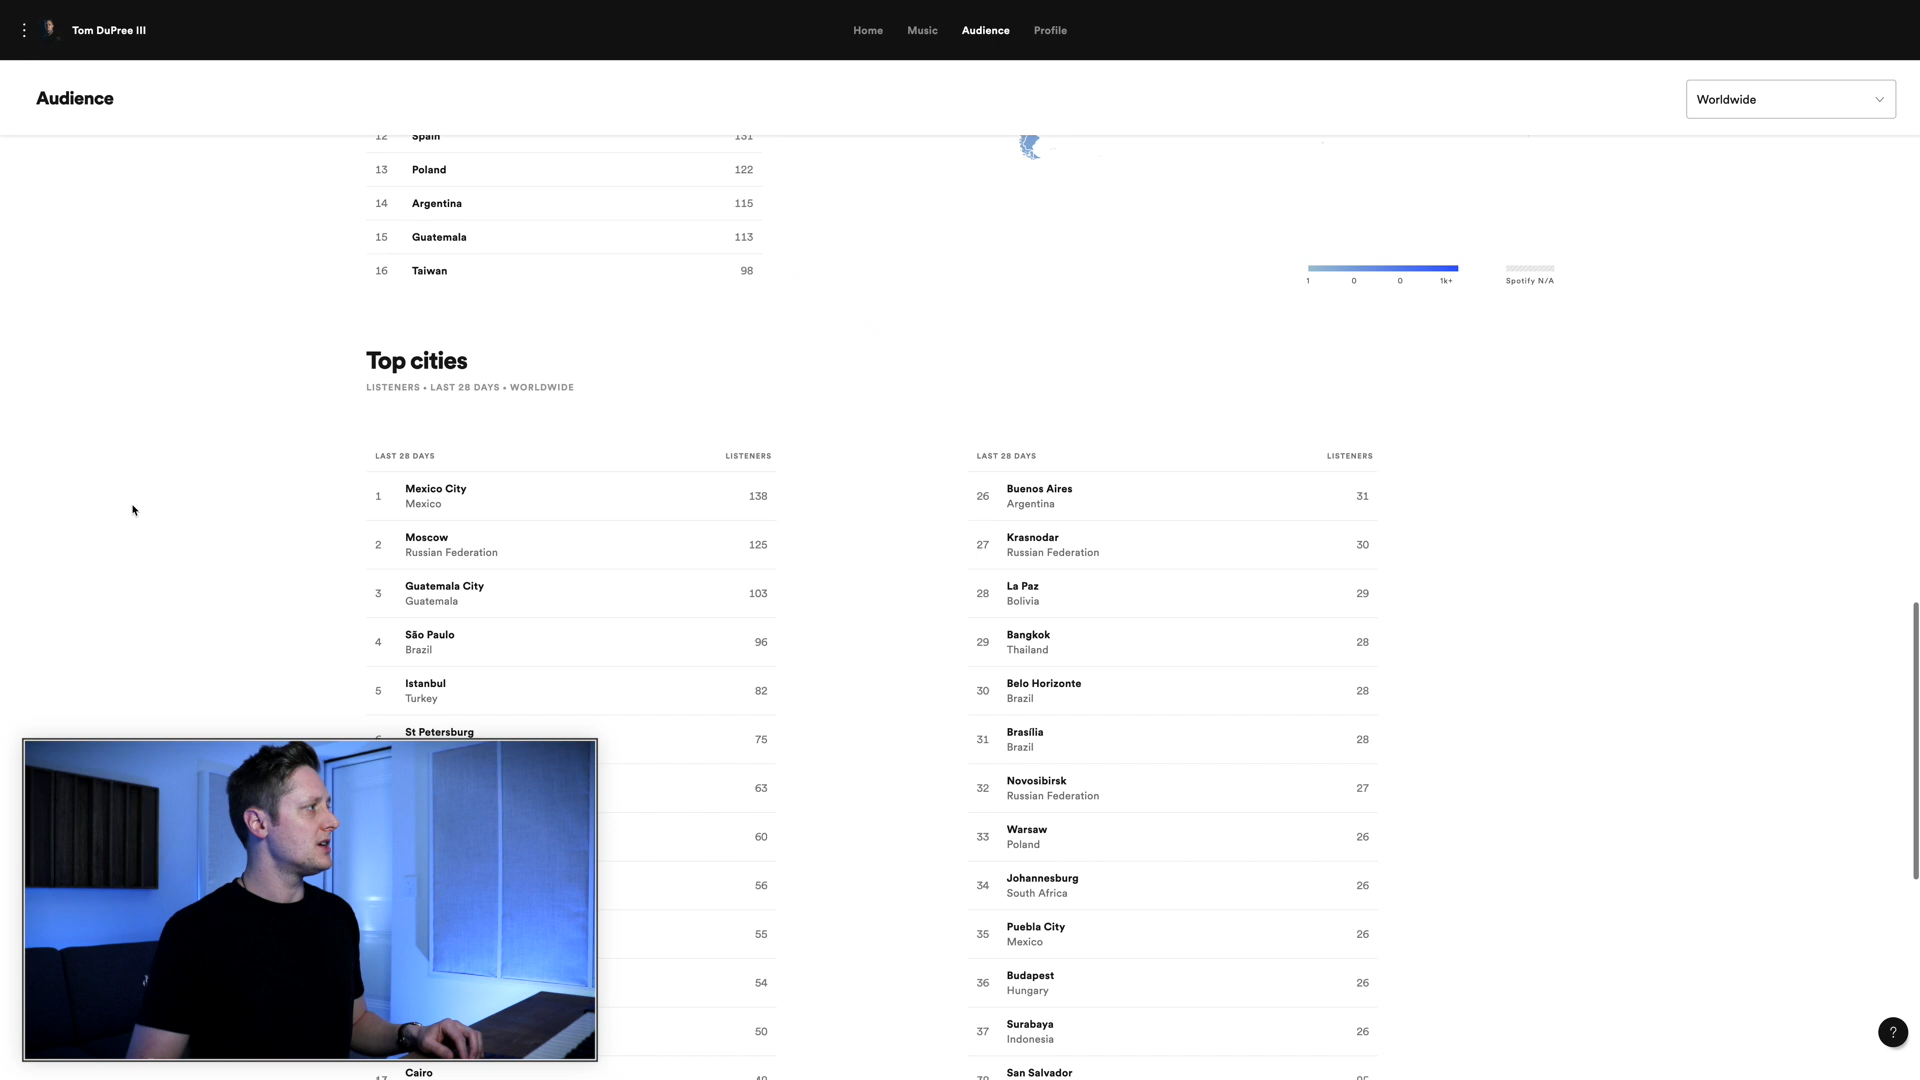 Tom DuPree III
Home Music Audience Profile
Audience
Worldwide
12 Spain 131
13 Poland 122
14 Argentina 115
15 Guatemala 113
16 Taiwan 98
1 0 0 1k+ Spotify N/A
Top cities
LISTENERS • LAST 28 DAYS • WORLDWIDE
LAST 28 DAYS LISTENERS
1 Mexico City 138
Mexico
2 Moscow 125
Russian Federation
3 Guatemala City 103
Guatemala
4 São Paulo 96
Brazil
5 Istanbul 82
Turkey
St Petersburg 75
63
60
56
55
54
50
Cairo
LAST 28 DAYS LISTENERS
26 Buenos Aires 31
Argentina
27 Krasnodar 30
Russian Federation
28 La Paz 29
Bolivia
29 Bangkok 28
Thailand
30 Belo Horizonte 28
Brazil
31 Brasília 28
Brazil
32 Novosibirsk 27
Russian Federation
33 Warsaw 26
Poland
34 Johannesburg 26
South Africa
35 Puebla City 26
Mexico
36 Budapest 26
Hungary
37 Surabaya 26
Indonesia
San Salvador
?